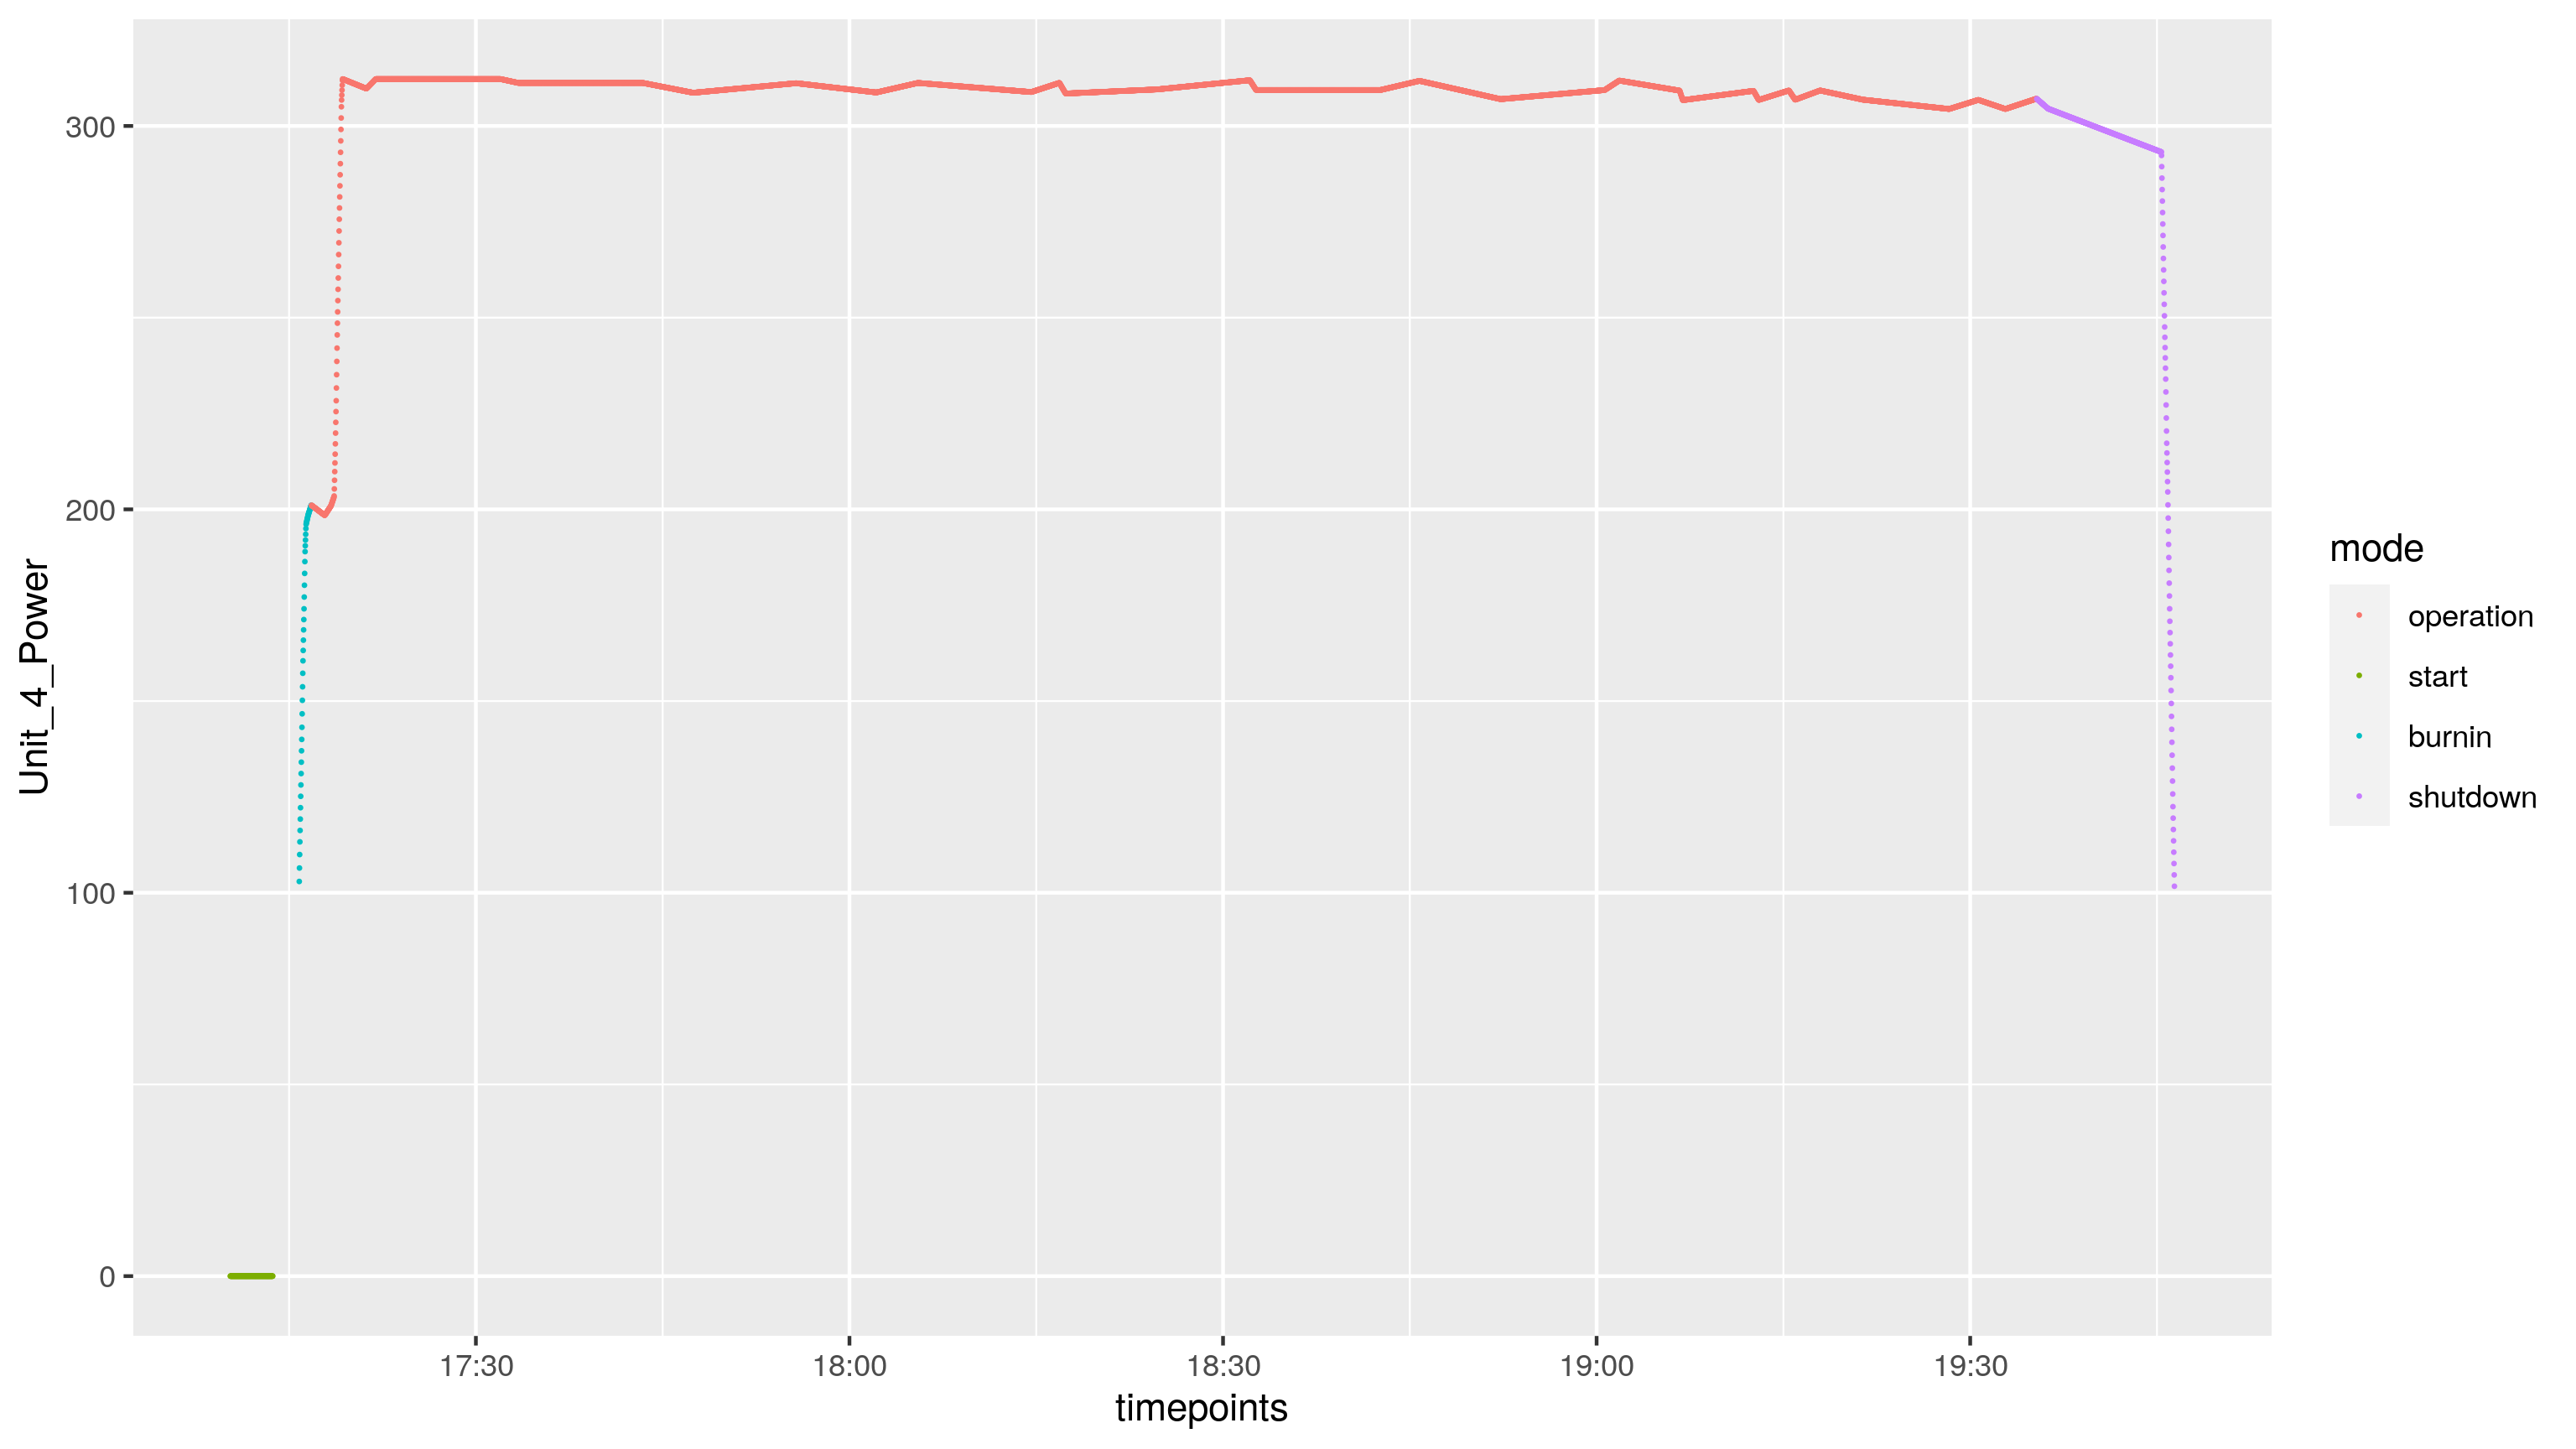 Unit_4_Power
300
200
100
0
17:30
18:00
18:30
19:00
19:30
timepoints
mode
operation
start
burnin
shutdown